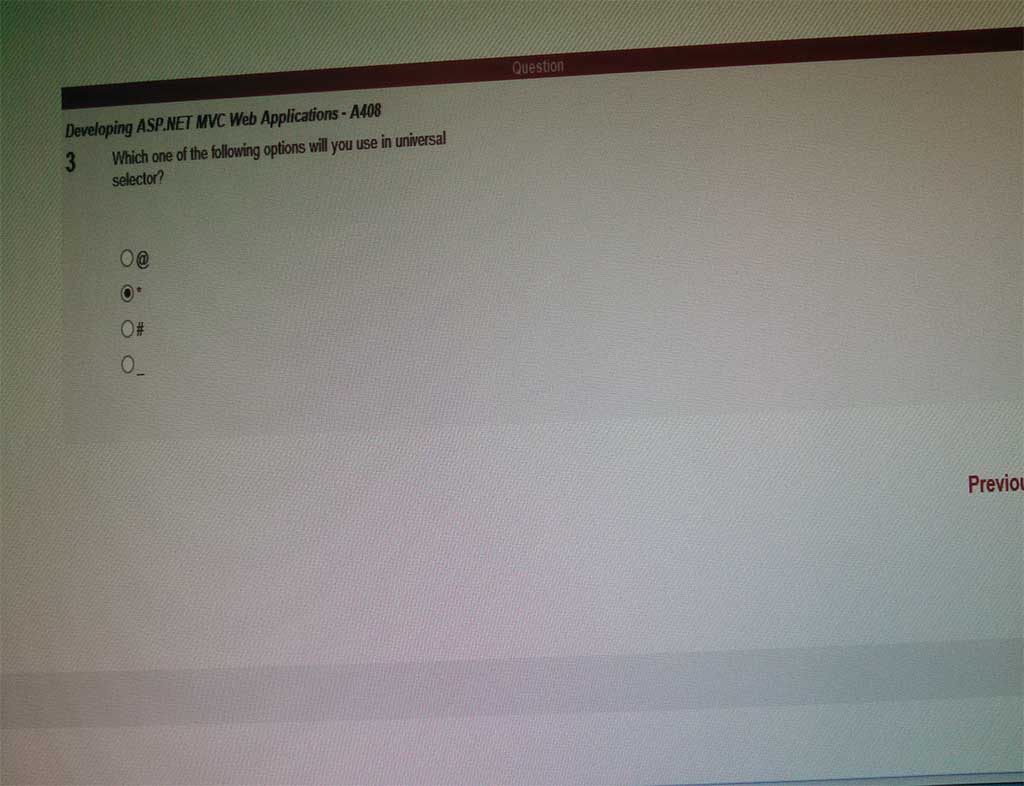 Question
Developing ASP.NET MVC Web Applications - A408
3 Which one of the following options will you use in universal
selector?
@
*
#
_
Previou